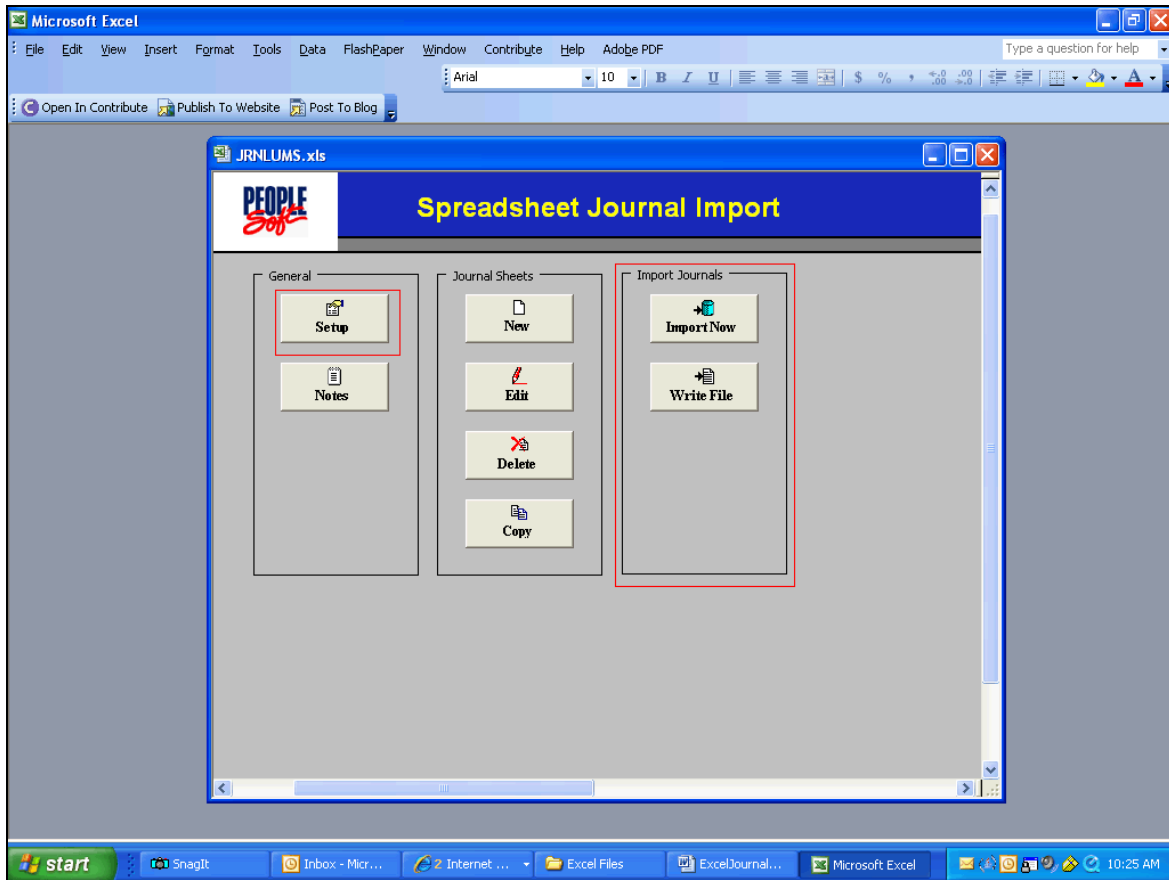 Microsoft Excel
File Edit View Insert Format Tools Data FlashPaper Window Contribute Help Adobe PDF Type a question for help
Arial 10 B I U $ % , .00 .00 A
Open In Contribute Publish To Website Post To Blog
JRNLUMS.xls
PEOPLE
Soft
Spreadsheet Journal Import
General
Setup
Notes
Journal Sheets
New
Edit
Delete
Copy
Import Journals
Import Now
Write File
start SnagIt Inbox - Micr... 2 Internet ... Excel Files ExcelJournal... Microsoft Excel 10:25 AM